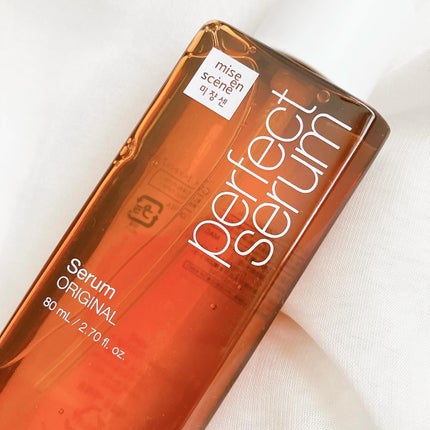 mise
en
scène
미장센
perfect
serum
Serum
ORIGINAL
80 mL / 2.70 fl. oz.